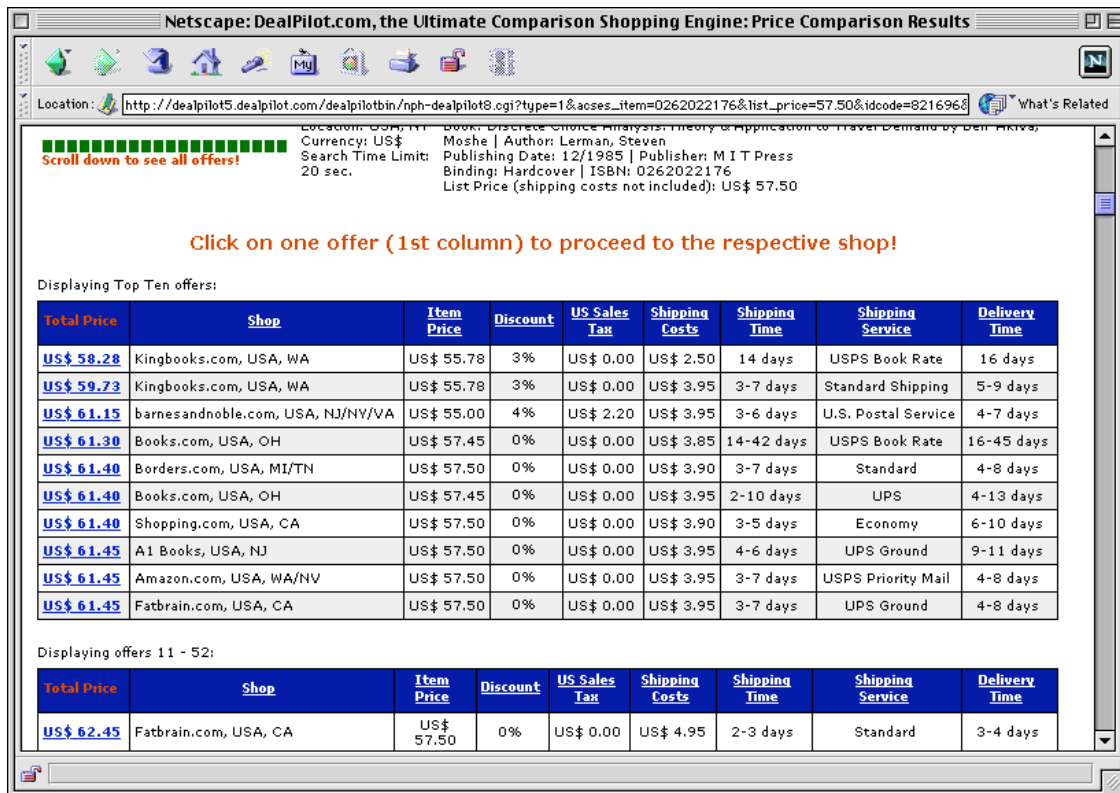 Netscape: DealPilot.com, the Ultimate Comparison Shopping Engine: Price Comparison Results
My
N
Location: http://dealpilot5.dealpilot.com/dealpilotbin/nph-dealpilot8.cgi?type=1&acses_item=0262022176&list_price=57.50&idcode=821696& What's Related
Location: USA, NY Book: Discrete Choice Analysis: Theory & Application to Travel Demand by Ben-Akiva,
Currency: US$ Moshe | Author: Lerman, Steven
Scroll down to see all offers! Search Time Limit: Publishing Date: 12/1985 | Publisher: M I T Press
20 sec. Binding: Hardcover | ISBN: 0262022176
List Price (shipping costs not included): US$ 57.50
Click on one offer (1st column) to proceed to the respective shop!
Displaying Top Ten offers:
Total Price Shop Item Price Discount US Sales Tax Shipping Costs Shipping Time Shipping Service Delivery Time
US$ 58.28 Kingbooks.com, USA, WA US$ 55.78 3% US$ 0.00 US$ 2.50 14 days USPS Book Rate 16 days
US$ 59.73 Kingbooks.com, USA, WA US$ 55.78 3% US$ 0.00 US$ 3.95 3-7 days Standard Shipping 5-9 days
US$ 61.15 barnesandnoble.com, USA, NJ/NY/VA US$ 55.00 4% US$ 2.20 US$ 3.95 3-6 days U.S. Postal Service 4-7 days
US$ 61.30 Books.com, USA, OH US$ 57.45 0% US$ 0.00 US$ 3.85 14-42 days USPS Book Rate 16-45 days
US$ 61.40 Borders.com, USA, MI/TN US$ 57.50 0% US$ 0.00 US$ 3.90 3-7 days Standard 4-8 days
US$ 61.40 Books.com, USA, OH US$ 57.45 0% US$ 0.00 US$ 3.95 2-10 days UPS 4-13 days
US$ 61.40 Shopping.com, USA, CA US$ 57.50 0% US$ 0.00 US$ 3.90 3-5 days Economy 6-10 days
US$ 61.45 A1 Books, USA, NJ US$ 57.50 0% US$ 0.00 US$ 3.95 4-6 days UPS Ground 9-11 days
US$ 61.45 Amazon.com, USA, WA/NV US$ 57.50 0% US$ 0.00 US$ 3.95 3-7 days USPS Priority Mail 4-8 days
US$ 61.45 Fatbrain.com, USA, CA US$ 57.50 0% US$ 0.00 US$ 3.95 3-7 days UPS Ground 4-8 days
Displaying offers 11 - 52:
Total Price Shop Item Price Discount US Sales Tax Shipping Costs Shipping Time Shipping Service Delivery Time
US$ 62.45 Fatbrain.com, USA, CA US$ 57.50 0% US$ 0.00 US$ 4.95 2-3 days Standard 3-4 days